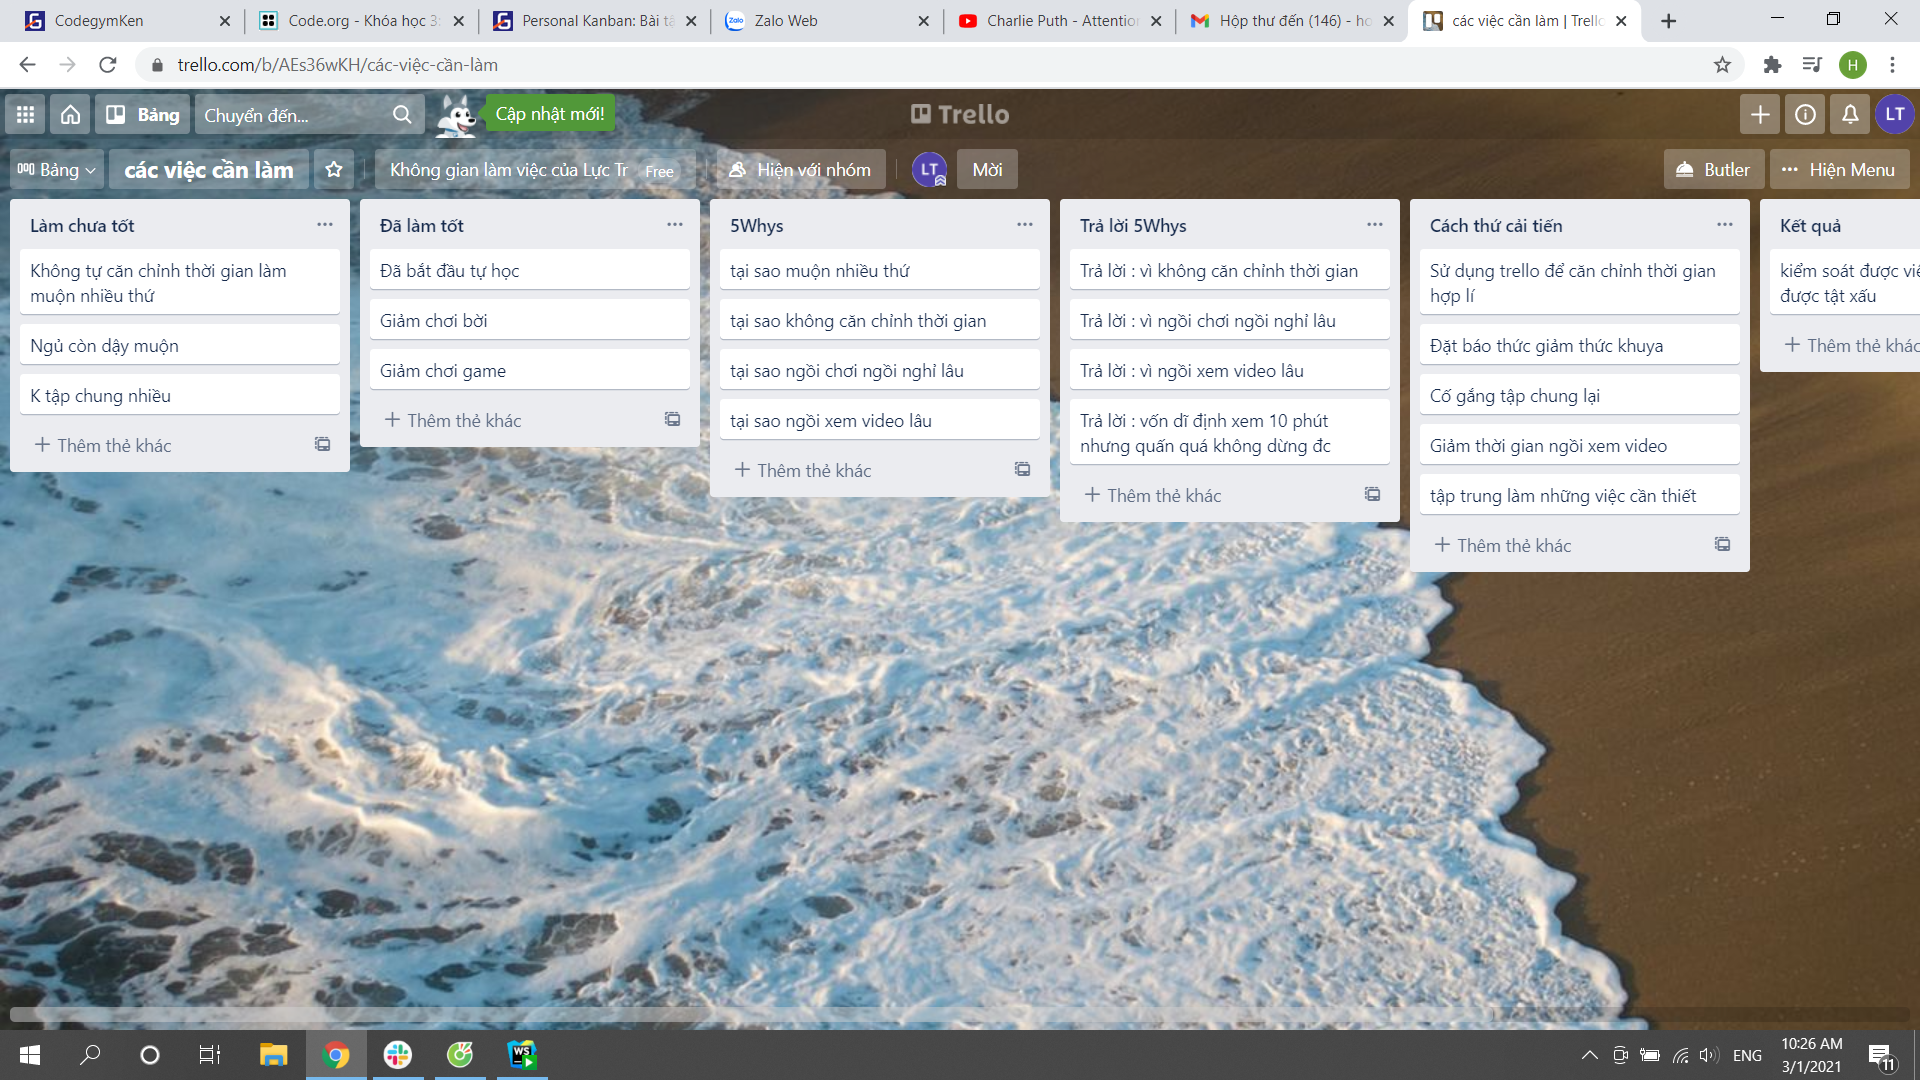 CodegymKen
Code.org - Khóa học 3:
Personal Kanban: Bài tậ
Zalo Web
Charlie Puth - Attention
Hộp thư đến (146) - ho
các việc cần làm | Trello
trello.com/b/AEs36wKH/các-việc-cần-làm
H
Bảng
Chuyển đến...
Cập nhật mới!
Trello
LT
Bảng
các việc cần làm
Không gian làm việc của Lực Tr
Free
Hiện với nhóm
LT
Mời
Butler
Hiện Menu
Làm chưa tốt
Không tự căn chỉnh thời gian làm
muộn nhiều thứ
Ngủ còn dậy muộn
K tập chung nhiều
Thêm thẻ khác
Đã làm tốt
Đã bắt đầu tự học
Giảm chơi bời
Giảm chơi game
Thêm thẻ khác
5Whys
tại sao muộn nhiều thứ
tại sao không căn chỉnh thời gian
tại sao ngồi chơi ngồi nghỉ lâu
tại sao ngồi xem video lâu
Thêm thẻ khác
Trả lời 5Whys
Trả lời : vì không căn chỉnh thời gian
Trả lời : vì ngồi chơi ngồi nghỉ lâu
Trả lời : vì ngồi xem video lâu
Trả lời : vốn dĩ định xem 10 phút
nhưng quấn quá không dừng đc
Thêm thẻ khác
Cách thứ cải tiến
Sử dụng trello để căn chỉnh thời gian
hợp lí
Đặt báo thức giảm thức khuya
Cố gắng tập chung lại
Giảm thời gian ngồi xem video
tập trung làm những việc cần thiết
Thêm thẻ khác
Kết quả
kiểm soát được việ
được tật xấu
Thêm thẻ khác
WS
ENG
10:26 AM
3/1/2021
11